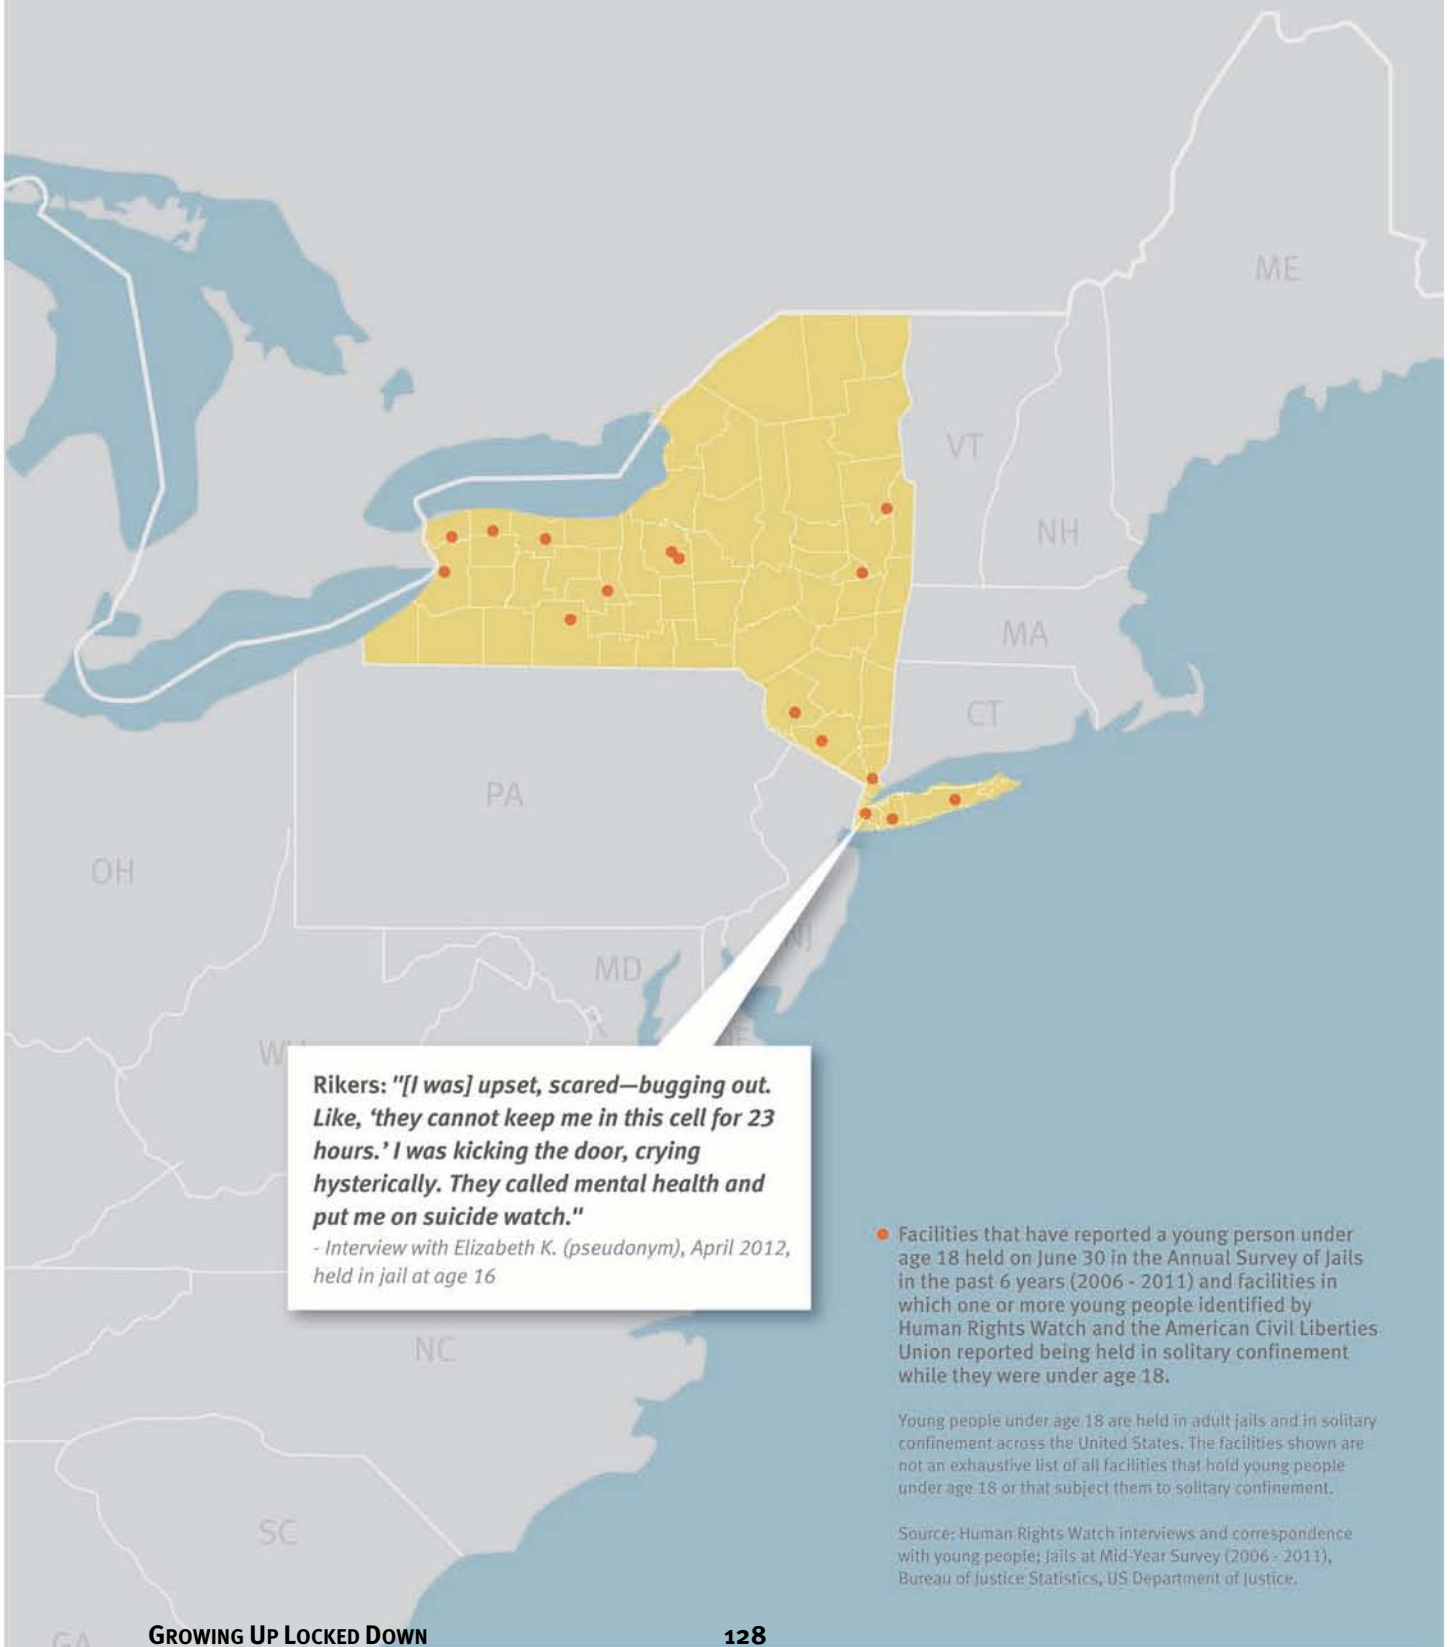 ME
VT
NH
MA
CT
PA
OH
NJ
MD
DE
Rikers: "[I was] upset, scared—bugging out.
Like, ‘they cannot keep me in this cell for 23
hours.’ I was kicking the door, crying
hysterically. They called mental health and
put me on suicide watch."
- Interview with Elizabeth K. (pseudonym), April 2012,
held in jail at age 16
Facilities that have reported a young person under
age 18 held on June 30 in the Annual Survey of Jails
in the past 6 years (2006 - 2011) and facilities in
which one or more young people identified by
Human Rights Watch and the American Civil Liberties
Union reported being held in solitary confinement
while they were under age 18.
Young people under age 18 are held in adult jails and in solitary
confinement across the United States. The facilities shown are
not an exhaustive list of all facilities that hold young people
under age 18 or that subject them to solitary confinement.
Source: Human Rights Watch interviews and correspondence
with young people; Jails at Mid-Year Survey (2006 - 2011),
Bureau of Justice Statistics, US Department of Justice.
NC
SC
GA
GROWING UP LOCKED DOWN 128